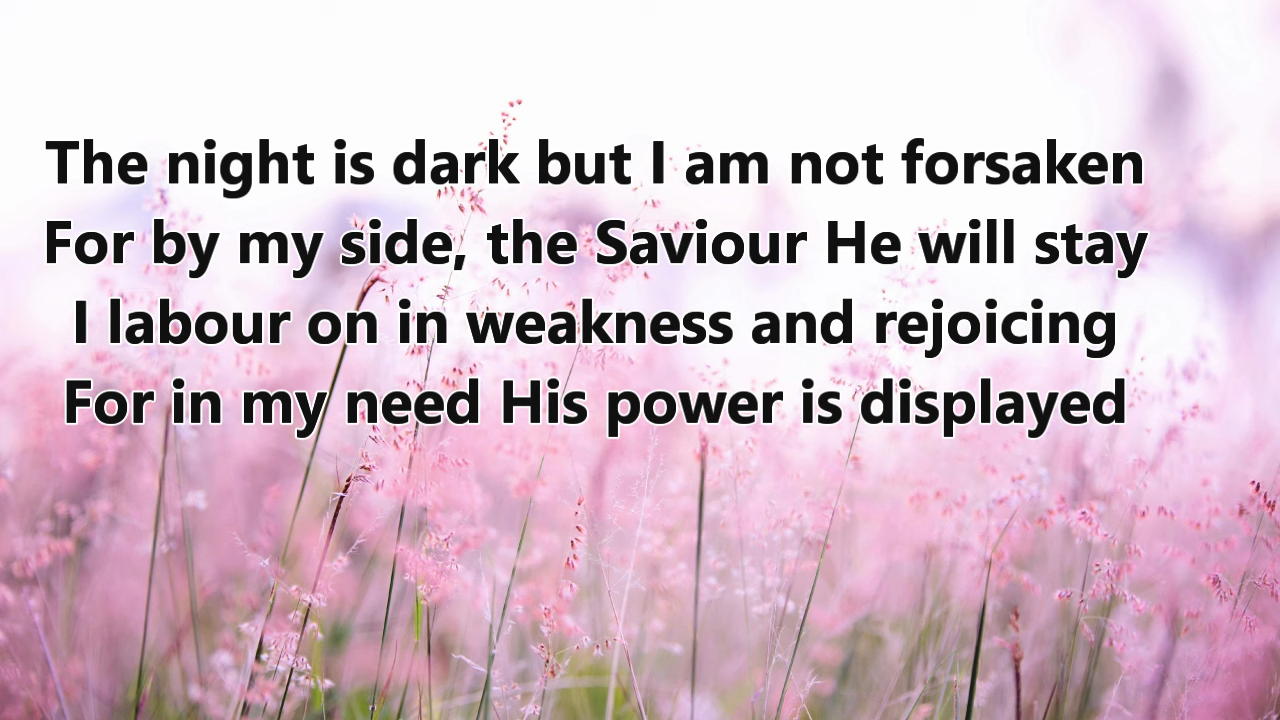 The night is dark but I am not forsaken
For by my side, the Saviour He will stay
I labour on in weakness and rejoicing
For in my need His power is displayed